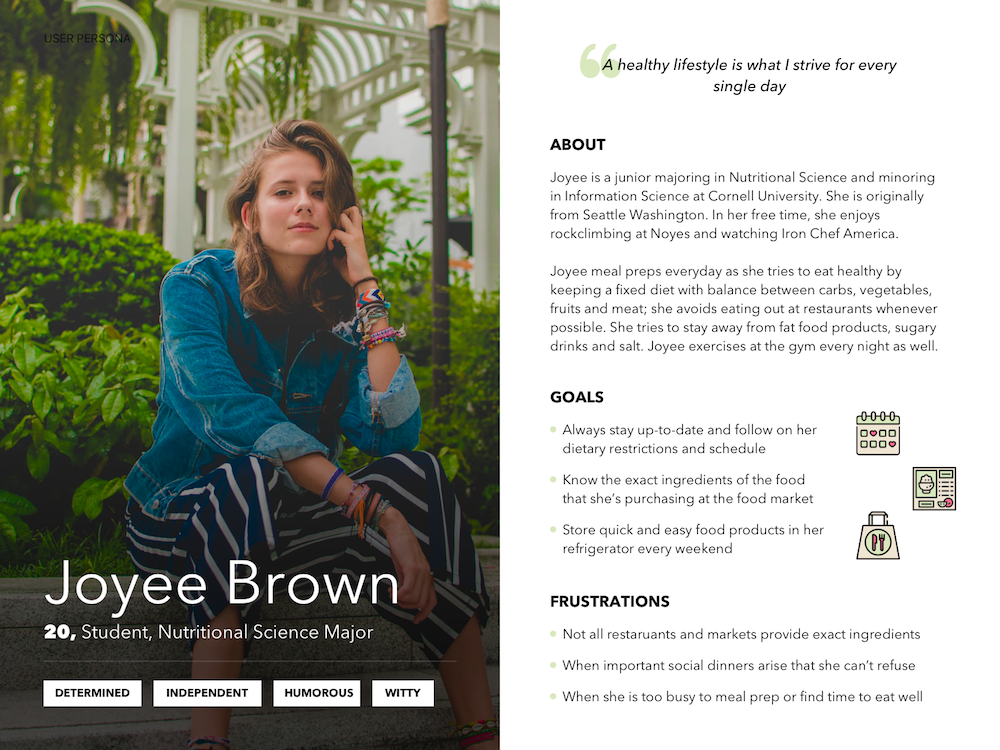 USER PERSONA
Joyee Brown
20, Student, Nutritional Science Major
DETERMINED
INDEPENDENT
HUMOROUS
WITTY
“A healthy lifestyle is what I strive for every
single day
ABOUT
Joyee is a junior majoring in Nutritional Science and minoring
in Information Science at Cornell University. She is originally
from Seattle Washington. In her free time, she enjoys
rockclimbing at Noyes and watching Iron Chef America.
Joyee meal preps everyday as she tries to eat healthy by
keeping a fixed diet with balance between carbs, vegetables,
fruits and meat; she avoids eating out at restaurants whenever
possible. She tries to stay away from fat food products, sugary
drinks and salt. Joyee exercises at the gym every night as well.
GOALS
Always stay up-to-date and follow on her
dietary restrictions and schedule
Know the exact ingredients of the food
that she’s purchasing at the food market
Store quick and easy food products in her
refrigerator every weekend
FRUSTRATIONS
Not all restaruants and markets provide exact ingredients
When important social dinners arise that she can’t refuse
When she is too busy to meal prep or find time to eat well